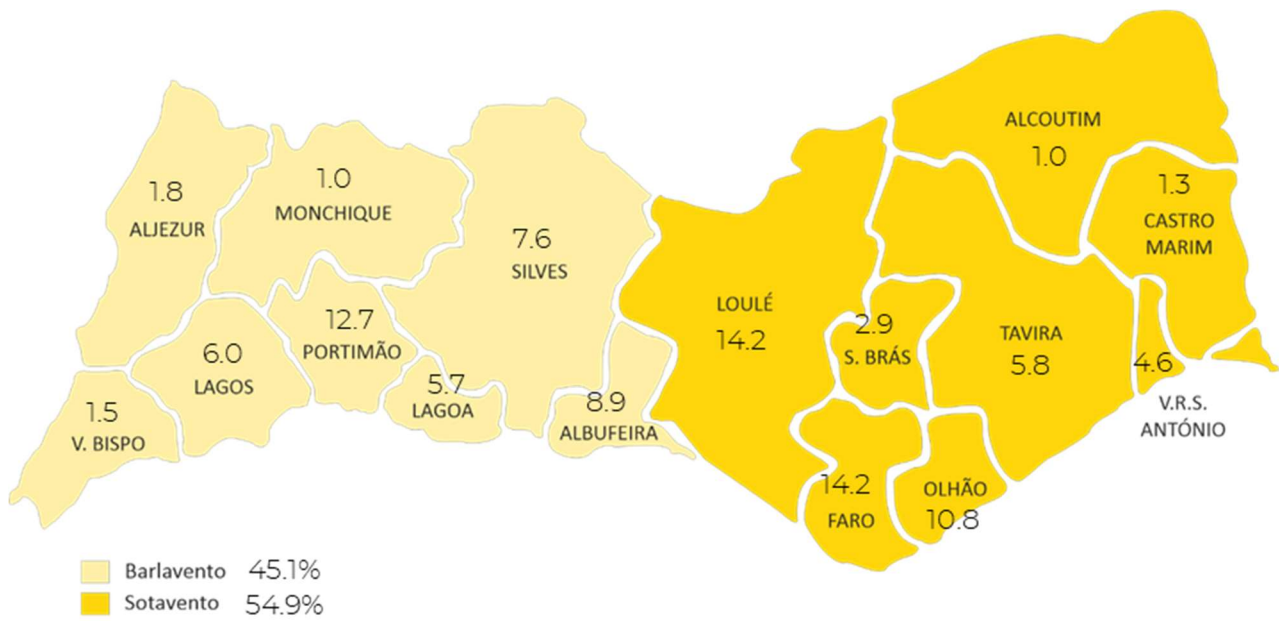 ALCOUTIM
1.0
1.3
CASTRO
MARIM
1.8
ALJEZUR
1.0
MONCHIQUE
7.6
SILVES
LOULÉ
14.2
2.9
S. BRÁS
TAVIRA
5.8
4.6
V.R.S.
ANTÓNIO
12.7
PORTIMÃO
6.0
LAGOS
5.7
LAGOA
8.9
ALBUFEIRA
1.5
V. BISPO
14.2
FARO
OLHÃO
10.8
Barlavento 45.1%
Sotavento 54.9%